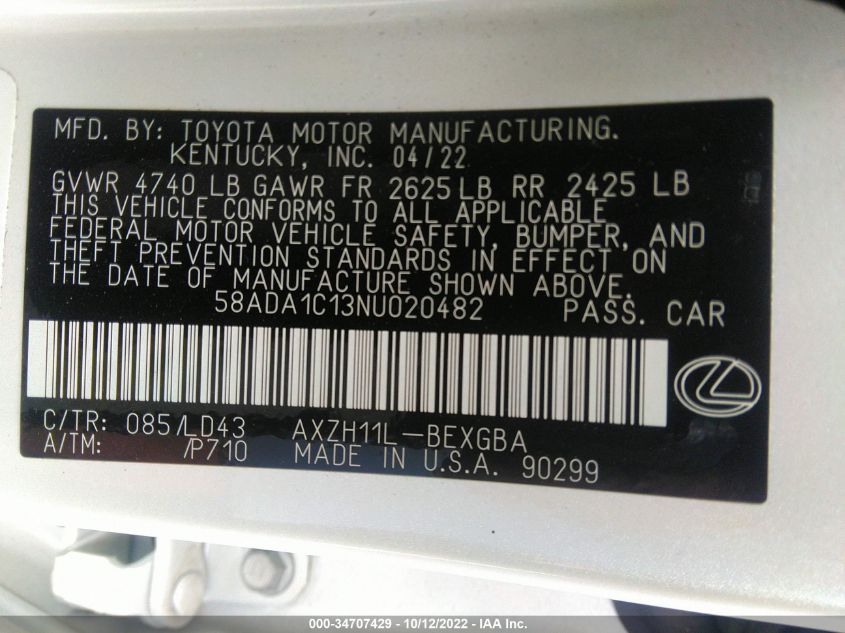 MFD. BY: TOYOTA MOTOR MANUFACTURING.
KENTUCKY, INC. 04/22
GVWR 4740 LB GAWR FR 2625 LB RR 2425 LB
THIS VEHICLE CONFORMS TO ALL APPLICABLE
FEDERAL MOTOR VEHICLE SAFETY, BUMPER, AND
THEFT PREVENTION STANDARDS IN EFFECT ON
THE DATE OF MANUFACTURE SHOWN ABOVE.
58ADA1C13NU020482 PASS. CAR
C/TR: 085/LD43 AXZH11L-BEXGBA
A/TM: /P710 MADE IN U.S.A. 90299
000-34707429 - 10/12/2022 - IAA Inc.